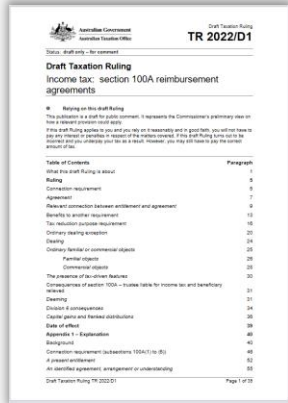 Australian Government
Australian Taxation Office
Draft Taxation Ruling
TR 2022/D1
Status: draft only – for comment
Draft Taxation Ruling
Income tax: section 100A reimbursement
agreements
Relying on this draft Ruling
This publication is a draft for public comment. It represents the Commissioner's preliminary view on
how a relevant provision could apply.
If this draft Ruling applies to you and you rely on it reasonably and in good faith, you will not have to
pay any interest or penalties in respect of the matters covered, if this draft Ruling turns out to be
incorrect and you underpay your tax as a result. However, you may still have to pay the correct
amount of tax.
Table of Contents Paragraph
What this draft Ruling is about 1
Ruling 5
Connection requirement 6
Agreement 7
Relevant connection between entitlement and agreement 9
Benefits to another requirement 13
Tax reduction purpose requirement 16
Ordinary dealing exception 20
Dealing 24
Ordinary familial or commercial objects 25
Familial objects 26
Commercial objects 28
The presence of tax-driven features 30
Consequences of section 100A – trustee liable for income tax and beneficiary
relieved 31
Deeming 31
Division 6 consequences 34
Capital gains and franked distributions 36
Date of effect 39
Appendix 1 – Explanation 40
Background 40
Connection requirement (subsections 100A(1) to (6)) 46
A present entitlement 52
An identified agreement, arrangement or understanding 55
Draft Taxation Ruling TR 2022/D1 Page 1 of 39